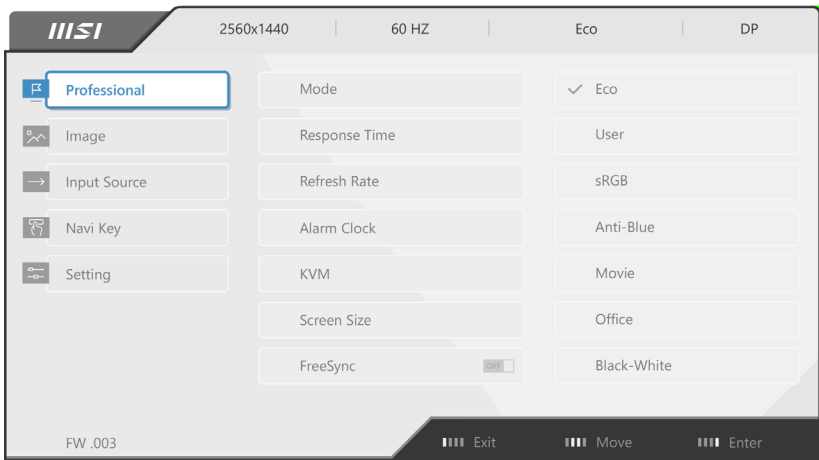 msi
2560x1440 60 HZ Eco DP
Professional Mode Eco
Image Response Time User
Input Source Refresh Rate sRGB
Navi Key Alarm Clock Anti-Blue
Setting KVM Movie
Screen Size Office
FreeSync OFF Black-White
FW .003 Exit Move Enter